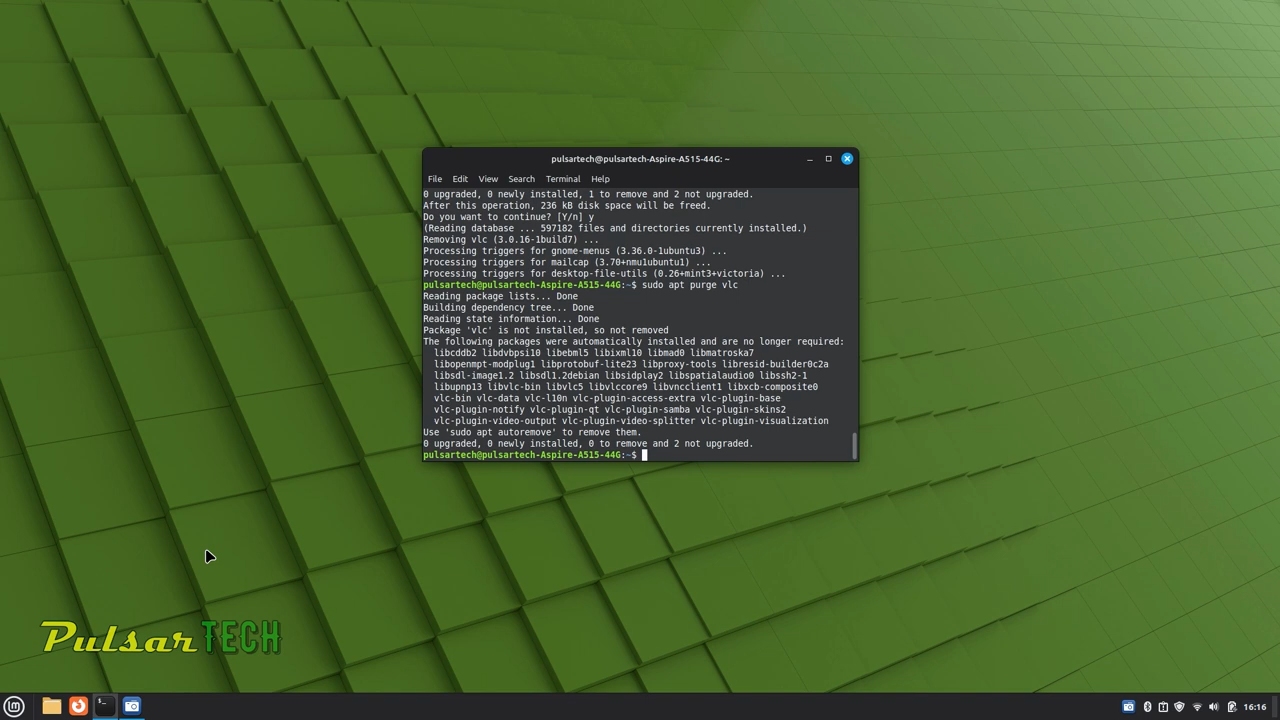 pulsartech@pulsartech-Aspire-A515-44G: ~
File Edit View Search Terminal Help
0 upgraded, 0 newly installed, 1 to remove and 2 not upgraded.
After this operation, 236 kB disk space will be freed.
Do you want to continue? [Y/n] y
(Reading database ... 597182 files and directories currently installed.)
Removing vlc (3.0.16-1build7) ...
Processing triggers for gnome-menus (3.36.0-1ubuntu3) ...
Processing triggers for mailcap (3.70+nmu1ubuntu1) ...
Processing triggers for desktop-file-utils (0.26+mint3+victoria) ...
pulsartech@pulsartech-Aspire-A515-44G:~$ sudo apt purge vlc
Reading package lists... Done
Building dependency tree... Done
Reading state information... Done
Package 'vlc' is not installed, so not removed
The following packages were automatically installed and are no longer required:
libcddb2 libdvbpsi10 libebml5 libixml10 libmad0 libmatroska7
libopenmpt-modplug1 libprotobuf-lite23 libproxy-tools libresid-builder0c2a
libsdl-image1.2 libsdl1.2debian libsidplay2 libspatialaudio0 libssh2-1
libupnp13 libvlc-bin libvlc5 libvlccore9 libvncclient1 libxcb-composite0
vlc-bin vlc-data vlc-l10n vlc-plugin-access-extra vlc-plugin-base
vlc-plugin-notify vlc-plugin-qt vlc-plugin-samba vlc-plugin-skins2
vlc-plugin-video-output vlc-plugin-video-splitter vlc-plugin-visualization
Use 'sudo apt autoremove' to remove them.
0 upgraded, 0 newly installed, 0 to remove and 2 not upgraded.
pulsartech@pulsartech-Aspire-A515-44G:~$
Pulsar TECH
16:16